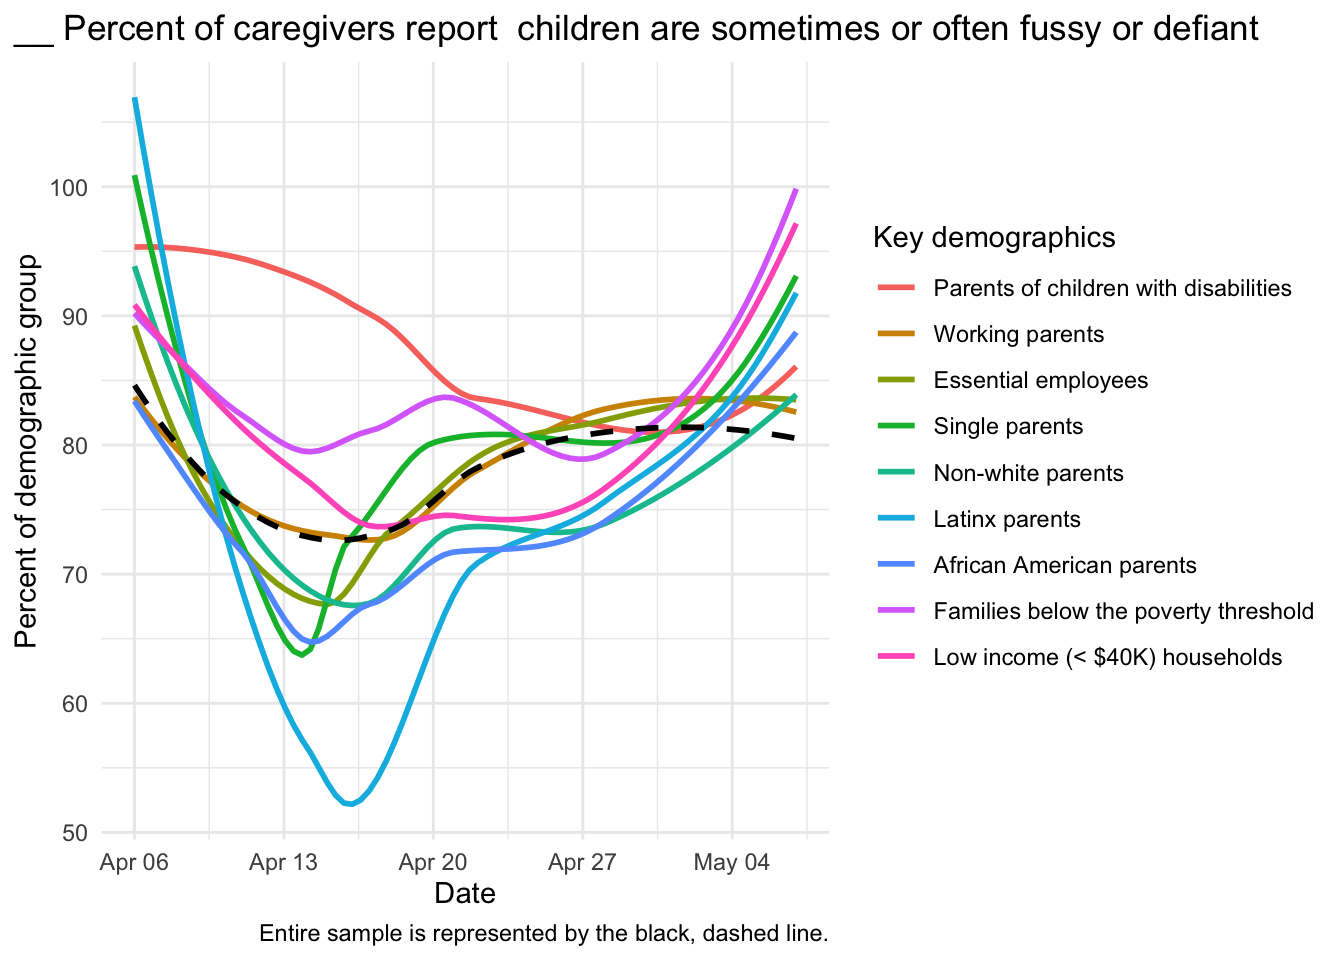 __ Percent of caregivers report  children are sometimes or often fussy or defiant
Percent of demographic group
100
90
80
70
60
50
Apr 06
Apr 13
Apr 20
Apr 27
May 04
Date
Entire sample is represented by the black, dashed line.
Key demographics
Parents of children with disabilities
Working parents
Essential employees
Single parents
Non-white parents
Latinx parents
African American parents
Families below the poverty threshold
Low income (< $40K) households